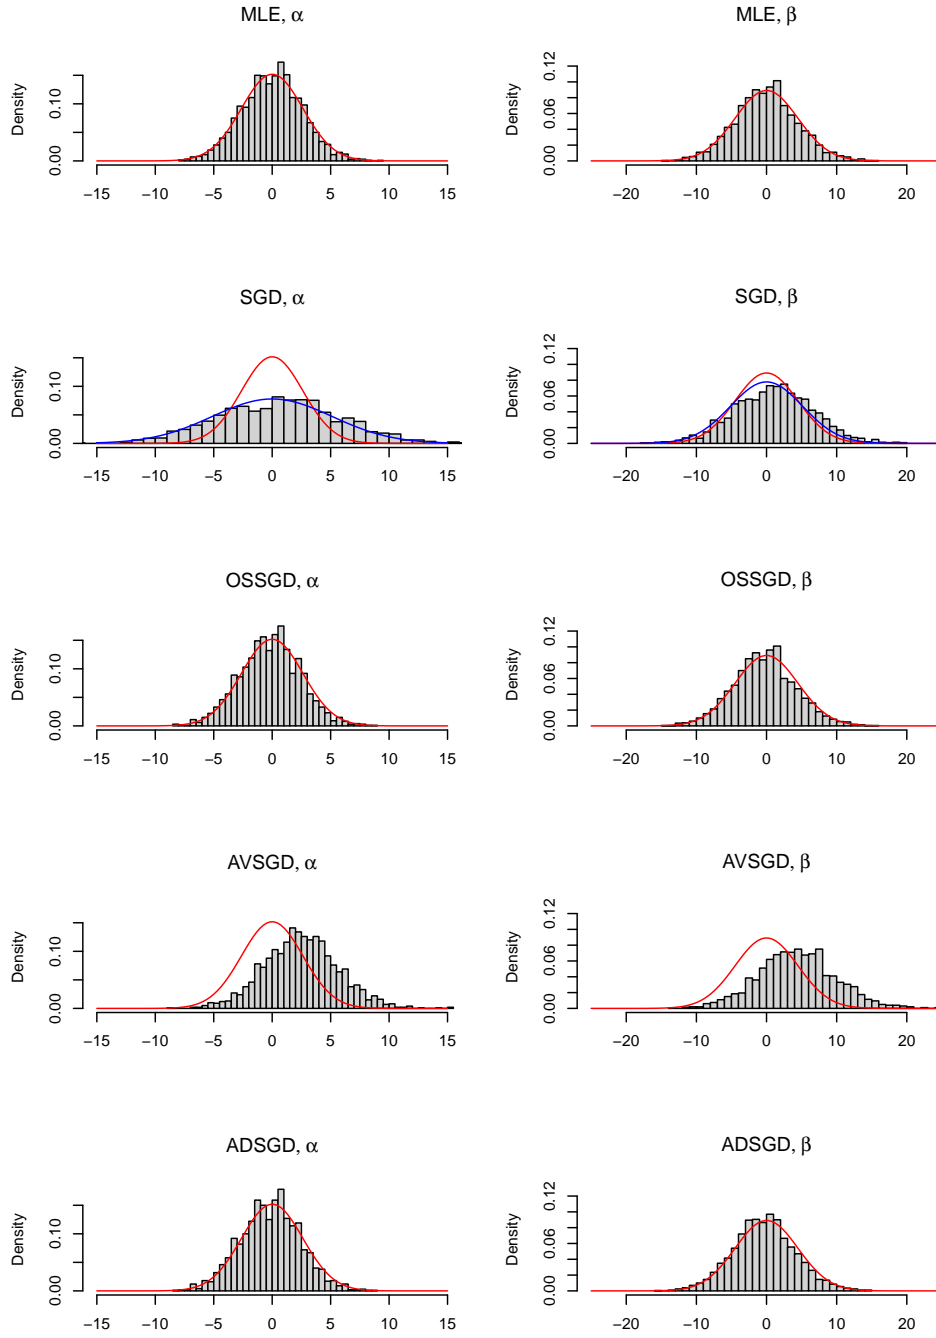 MLE, α
Density
0.00 0.10
−15 −10 −5 0 5 10 15
MLE, β
Density
0.00 0.06 0.12
−20 −10 0 10 20
SGD, α
Density
0.00 0.10
−15 −10 −5 0 5 10 15
SGD, β
Density
0.00 0.06 0.12
−20 −10 0 10 20
OSSGD, α
Density
0.00 0.10
−15 −10 −5 0 5 10 15
OSSGD, β
Density
0.00 0.06 0.12
−20 −10 0 10 20
AVSGD, α
Density
0.00 0.10
−15 −10 −5 0 5 10 15
AVSGD, β
Density
0.00 0.06 0.12
−20 −10 0 10 20
ADSGD, α
Density
0.00 0.10
−15 −10 −5 0 5 10 15
ADSGD, β
Density
0.00 0.06 0.12
−20 −10 0 10 20